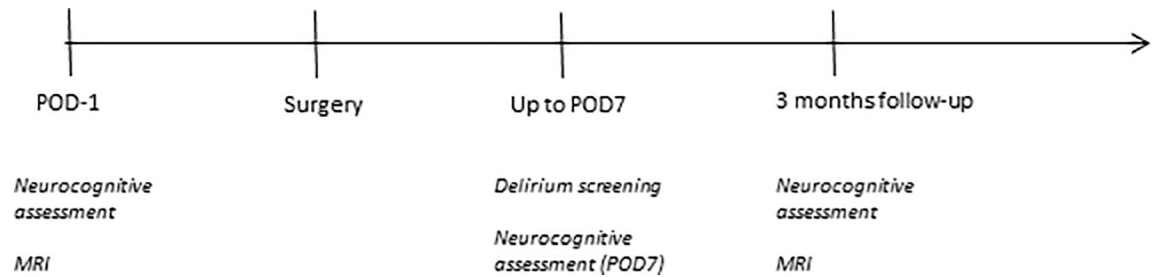 POD-1
Surgery
Up to POD7
3 months follow-up
Neurocognitive
assessment
MRI
Delirium screening
Neurocognitive
assessment (POD7)
Neurocognitive
assessment
MRI